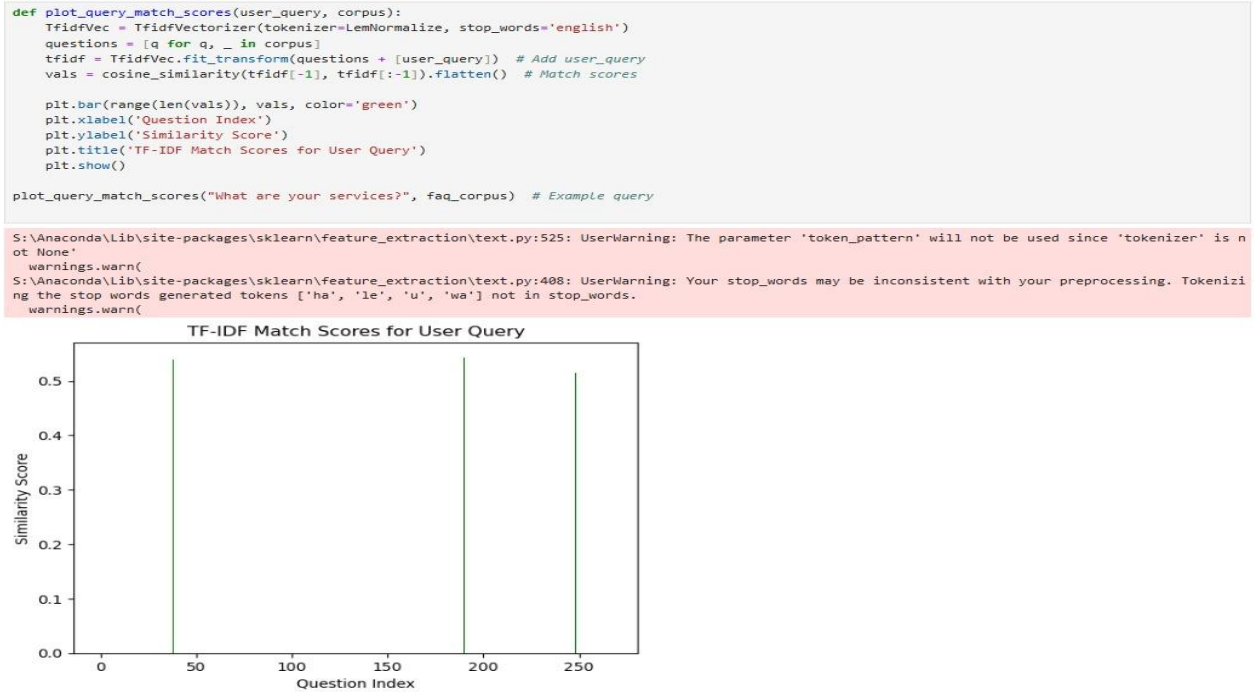 def plot_query_match_scores(user_query, corpus):
    TfidfVec = TfidfVectorizer(tokenizer=LemNormalize, stop_words='english')
    questions = [q for q, _ in corpus]
    tfidf = TfidfVec.fit_transform(questions + [user_query])  # Add user_query
    vals = cosine_similarity(tfidf[-1], tfidf[:-1]).flatten()  # Match scores
    plt.bar(range(len(vals)), vals, color='green')
    plt.xlabel('Question Index')
    plt.ylabel('Similarity Score')
    plt.title('TF-IDF Match Scores for User Query')
    plt.show()
plot_query_match_scores("What are your services?", faq_corpus)  # Example query
S:\Anaconda\Lib\site-packages\sklearn\feature_extraction\text.py:525: UserWarning: The parameter 'token_pattern' will not be used since 'tokenizer' is n
ot None'
  warnings.warn(
S:\Anaconda\Lib\site-packages\sklearn\feature_extraction\text.py:408: UserWarning: Your stop_words may be inconsistent with your preprocessing. Tokenizi
ng the stop words generated tokens ['ha', 'le', 'u', 'wa'] not in stop_words.
  warnings.warn(
TF-IDF Match Scores for User Query
0.5
0.4
0.3
0.2
0.1
0.0
Similarity Score
0 50 100 150 200 250
Question Index